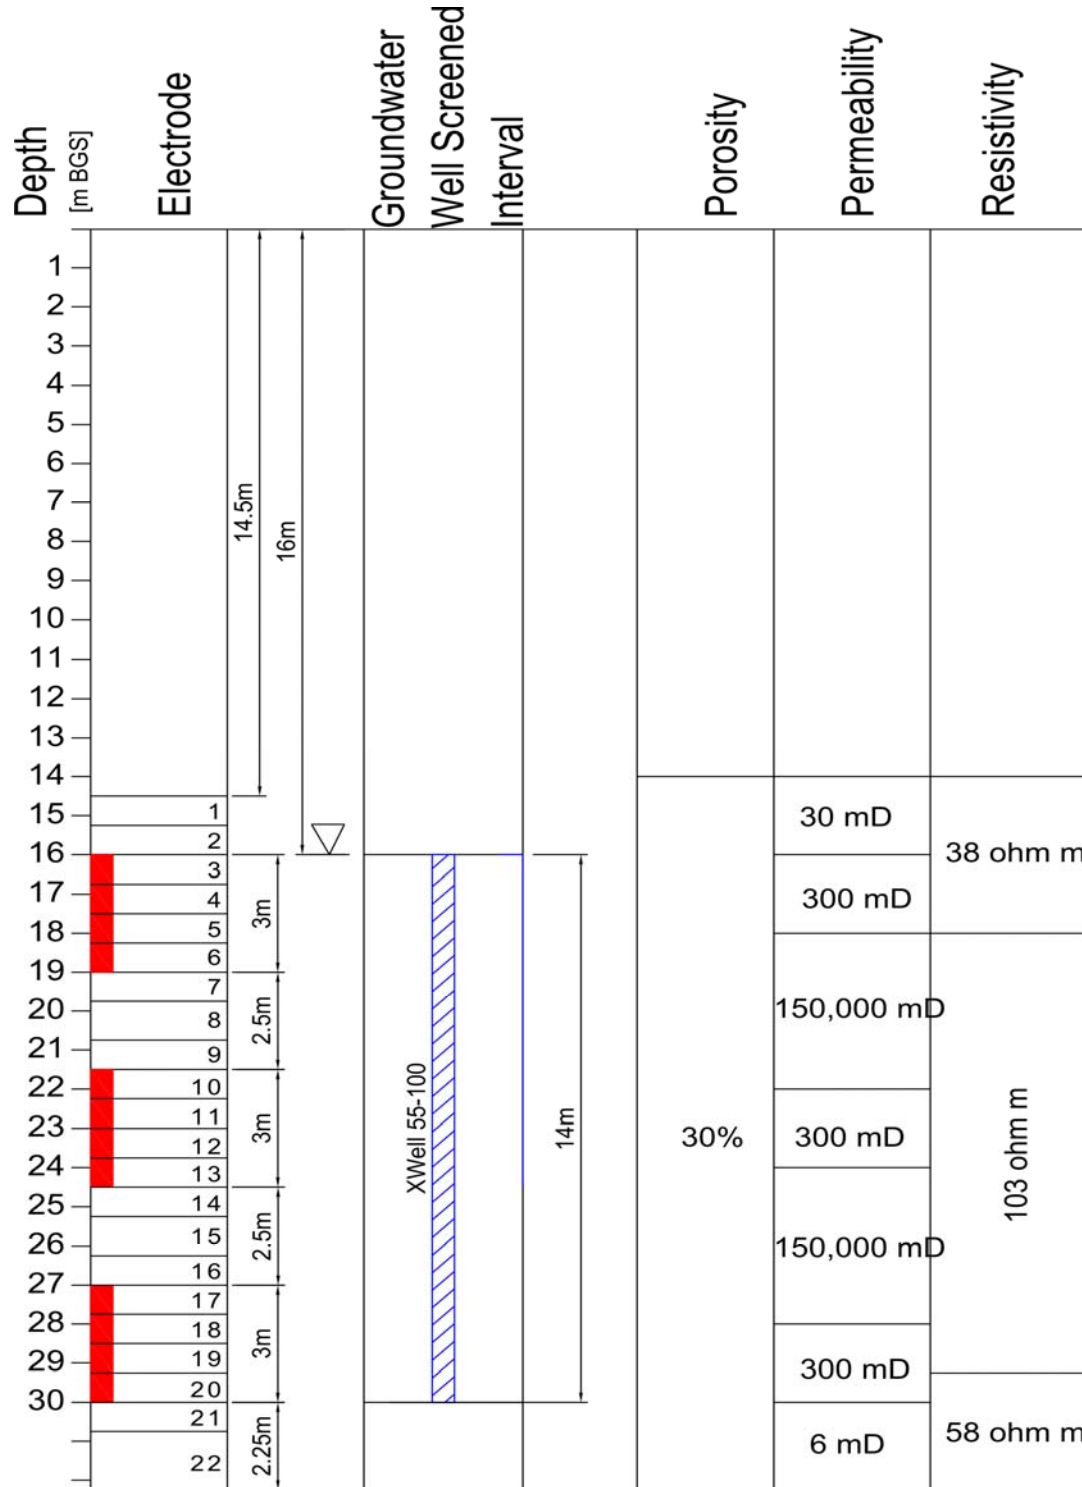 Depth
[m BGS]
Electrode
Groundwater
Well Screened
Interval
Porosity
Permeability
Resistivity
1
2
3
4
5
6
7
8
9
10
11
12
13
14
15
16
17
18
19
20
21
22
23
24
25
26
27
28
29
30
1
2
3
4
5
6
7
8
9
10
11
12
13
14
15
16
17
18
19
20
21
22
14.5m
16m
3m
2.5m
3m
2.5m
3m
2.25m
XWell 55-100
14m
30%
30 mD
300 mD
150,000 mD
300 mD
150,000 mD
300 mD
6 mD
38 ohm m
103 ohm m
58 ohm m